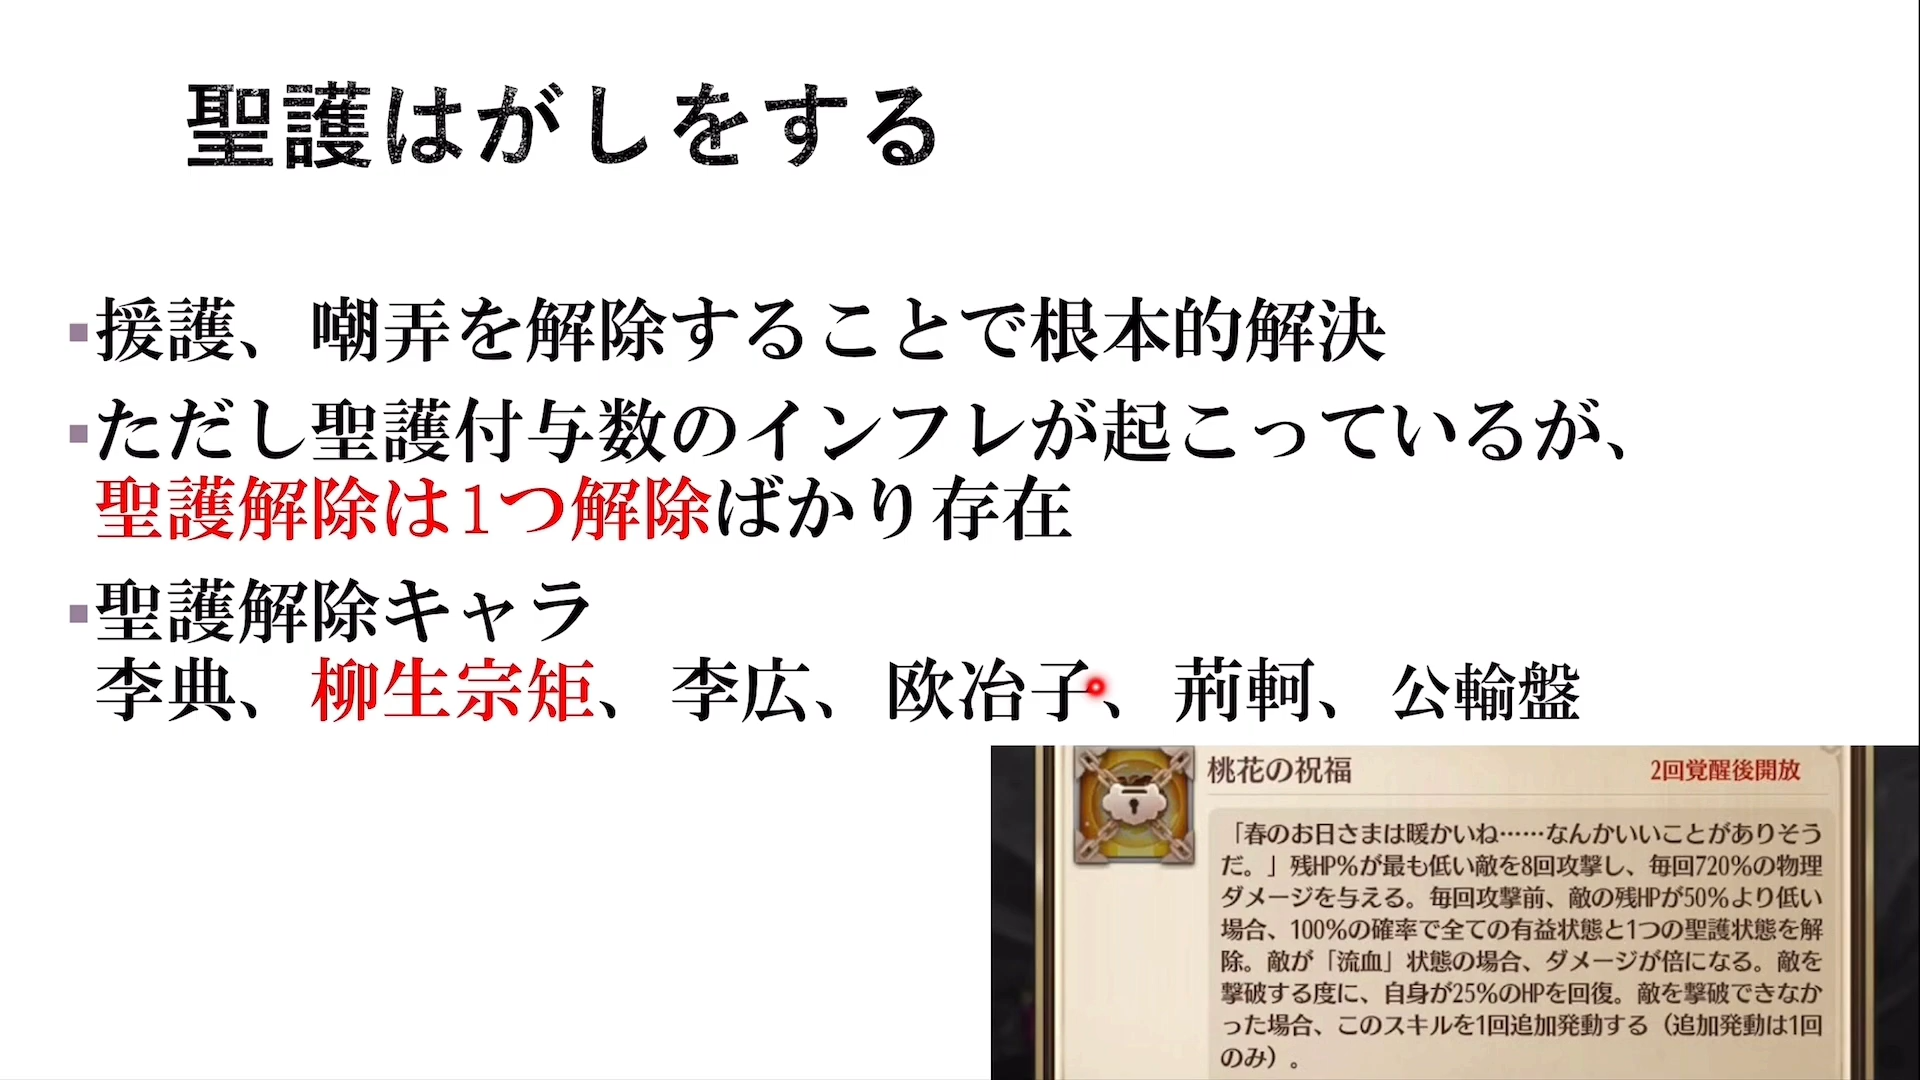 聖護はがしをする
援護、嘲弄を解除することで根本的解決
ただし聖護付与数のインフレが起こっているが、
聖護解除は1つ解除ばかり存在
聖護解除キャラ
李典、柳生宗矩、李広、欧冶子、荊軻、公輸盤
桃花の祝福 2回覚醒後開放
「春のお日さまは暖かいね……なんかいいことがありそう
だ。」残HP%が最も低い敵を8回攻撃し、毎回720%の物理
ダメージを与える。毎回攻撃前、敵の残HPが50%より低い
場合、100%の確率で全ての有益状態と1つの聖護状態を解
除。敵が「流血」状態の場合、ダメージが倍になる。敵を
撃破する度に、自身が25%のHPを回復。敵を撃破できなか
った場合、このスキルを1回追加発動する（追加発動は1回
のみ）。